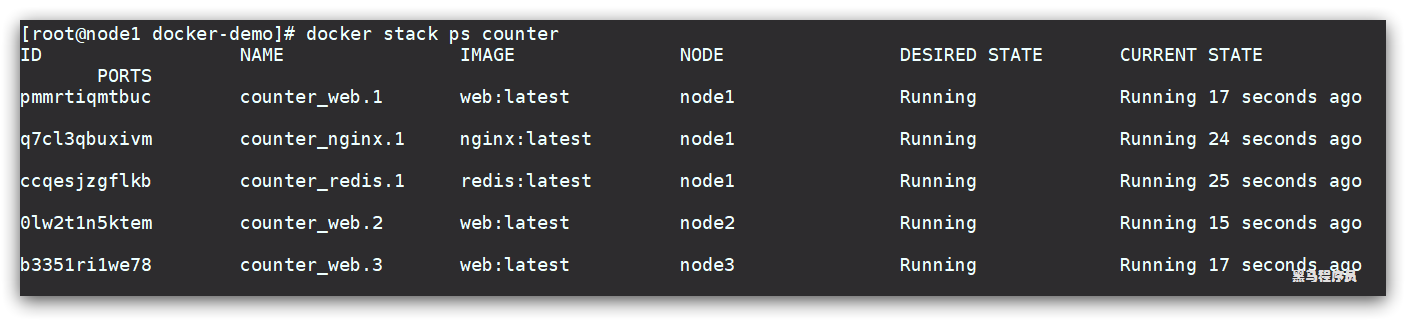 [root@node1 docker-demo]# docker stack ps counter
ID NAME IMAGE NODE DESIRED STATE CURRENT STATE
PORTS
pmmrtiqmtbuc counter_web.1 web:latest node1 Running Running 17 seconds ago
q7cl3qbuxivm counter_nginx.1 nginx:latest node1 Running Running 24 seconds ago
ccqesjzgflkb counter_redis.1 redis:latest node1 Running Running 25 seconds ago
0lw2t1n5ktem counter_web.2 web:latest node2 Running Running 15 seconds ago
b3351ri1we78 counter_web.3 web:latest node3 Running Running 17 seconds ago
黑马程序员